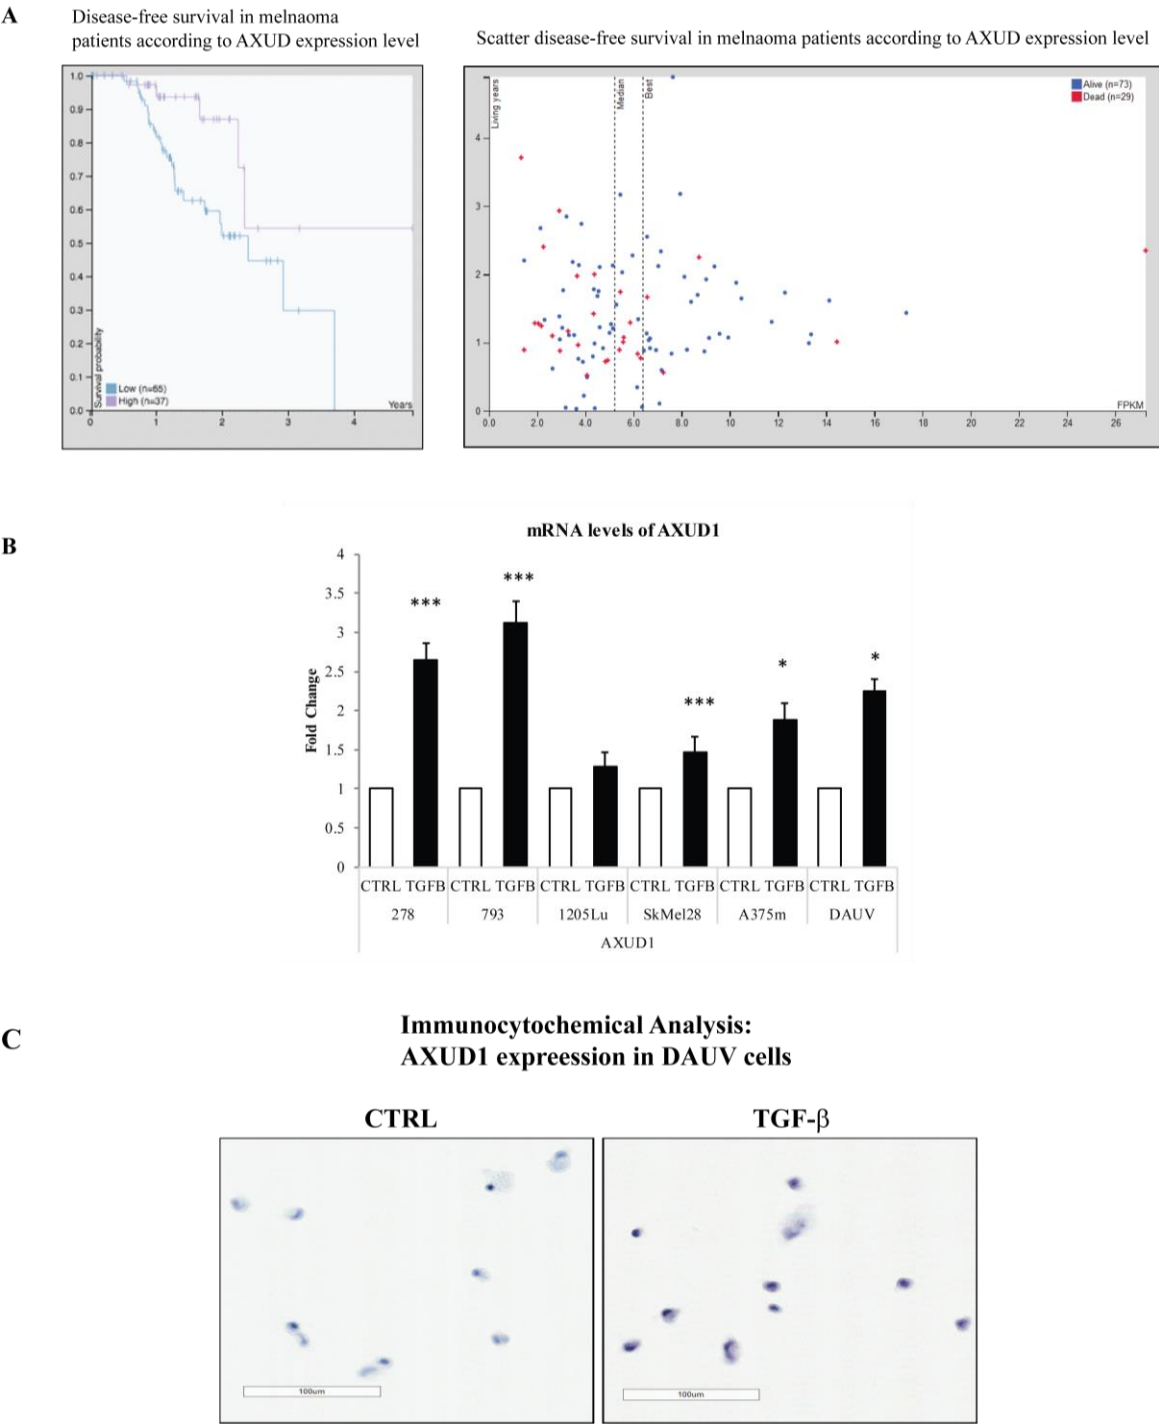 A
Disease-free survival in melnaoma
patients according to AXUD expression level
1.0
0.9
0.8
0.7
0.6
0.5
0.4
0.3
0.2
0.1
0.0
Survival probability
Low (n=65)
High (n=37)
Years
0 1 2 3 4
Scatter disease-free survival in melnaoma patients according to AXUD expression level
Living years
Median
Best
Alive (n=73)
Dead (n=29)
4
3
2
1
0
FPKM
0.0 2.0 4.0 6.0 8.0 10 12 14 16 18 20 22 24 26
B
mRNA levels of AXUD1
Fold Change
4
3.5
3
2.5
2
1.5
1
0.5
0
***
***
***
*
*
CTRL TGFB CTRL TGFB CTRL TGFB CTRL TGFB CTRL TGFB CTRL TGFB
278 793 1205Lu SkMel28 A375m DAUV
AXUD1
C
Immunocytochemical Analysis:
AXUD1 expreession in DAUV cells
CTRL
TGF-β
100um
100um